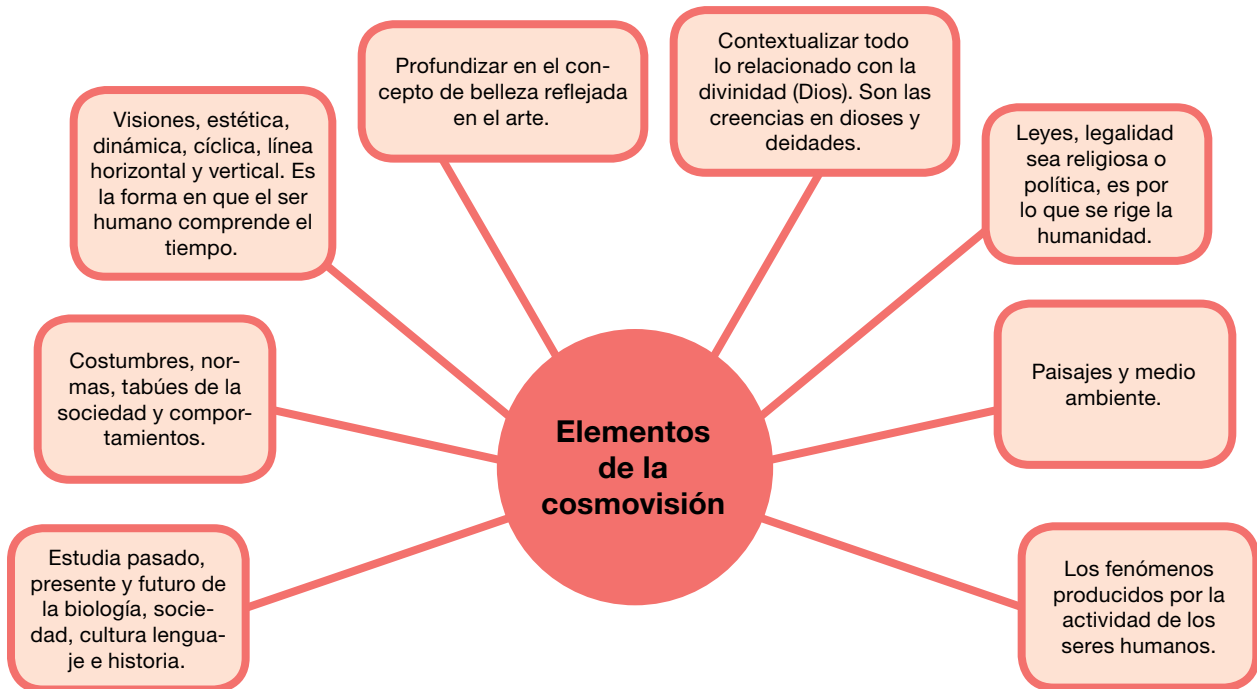 Profundizar en el con-
cepto de belleza reflejada
en el arte.
Contextualizar todo
lo relacionado con la
divinidad (Dios). Son las
creencias en dioses y
deidades.
Visiones, estética,
dinámica, cíclica, línea
horizontal y vertical. Es
la forma en que el ser
humano comprende el
tiempo.
Leyes, legalidad
sea religiosa o
política, es por
lo que se rige la
humanidad.
Costumbres, nor-
mas, tabúes de la
sociedad y compor-
tamientos.
Paisajes y medio
ambiente.
Elementos
de la
cosmovisión
Estudia pasado,
presente y futuro de
la biología, socie-
dad, cultura lengua-
je e historia.
Los fenómenos
producidos por la
actividad de los
seres humanos.